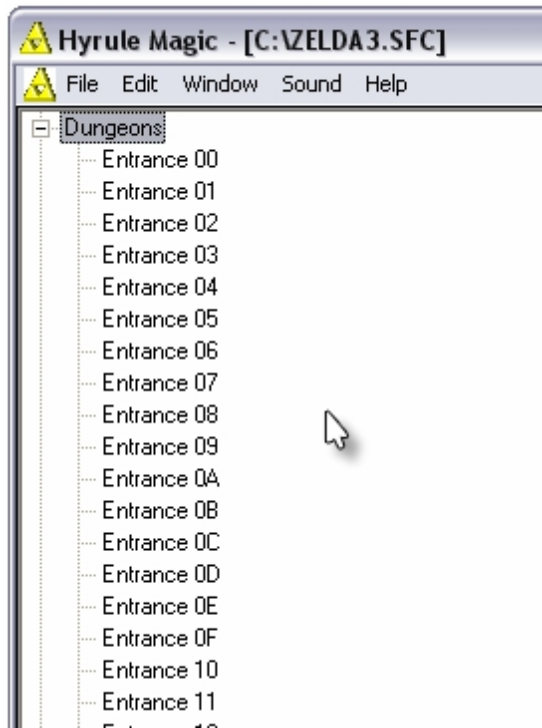 Hyrule Magic - [C:\ZELDA3.SFC]
File Edit Window Sound Help
Dungeons
Entrance 00
Entrance 01
Entrance 02
Entrance 03
Entrance 04
Entrance 05
Entrance 06
Entrance 07
Entrance 08
Entrance 09
Entrance 0A
Entrance 0B
Entrance 0C
Entrance 0D
Entrance 0E
Entrance 0F
Entrance 10
Entrance 11